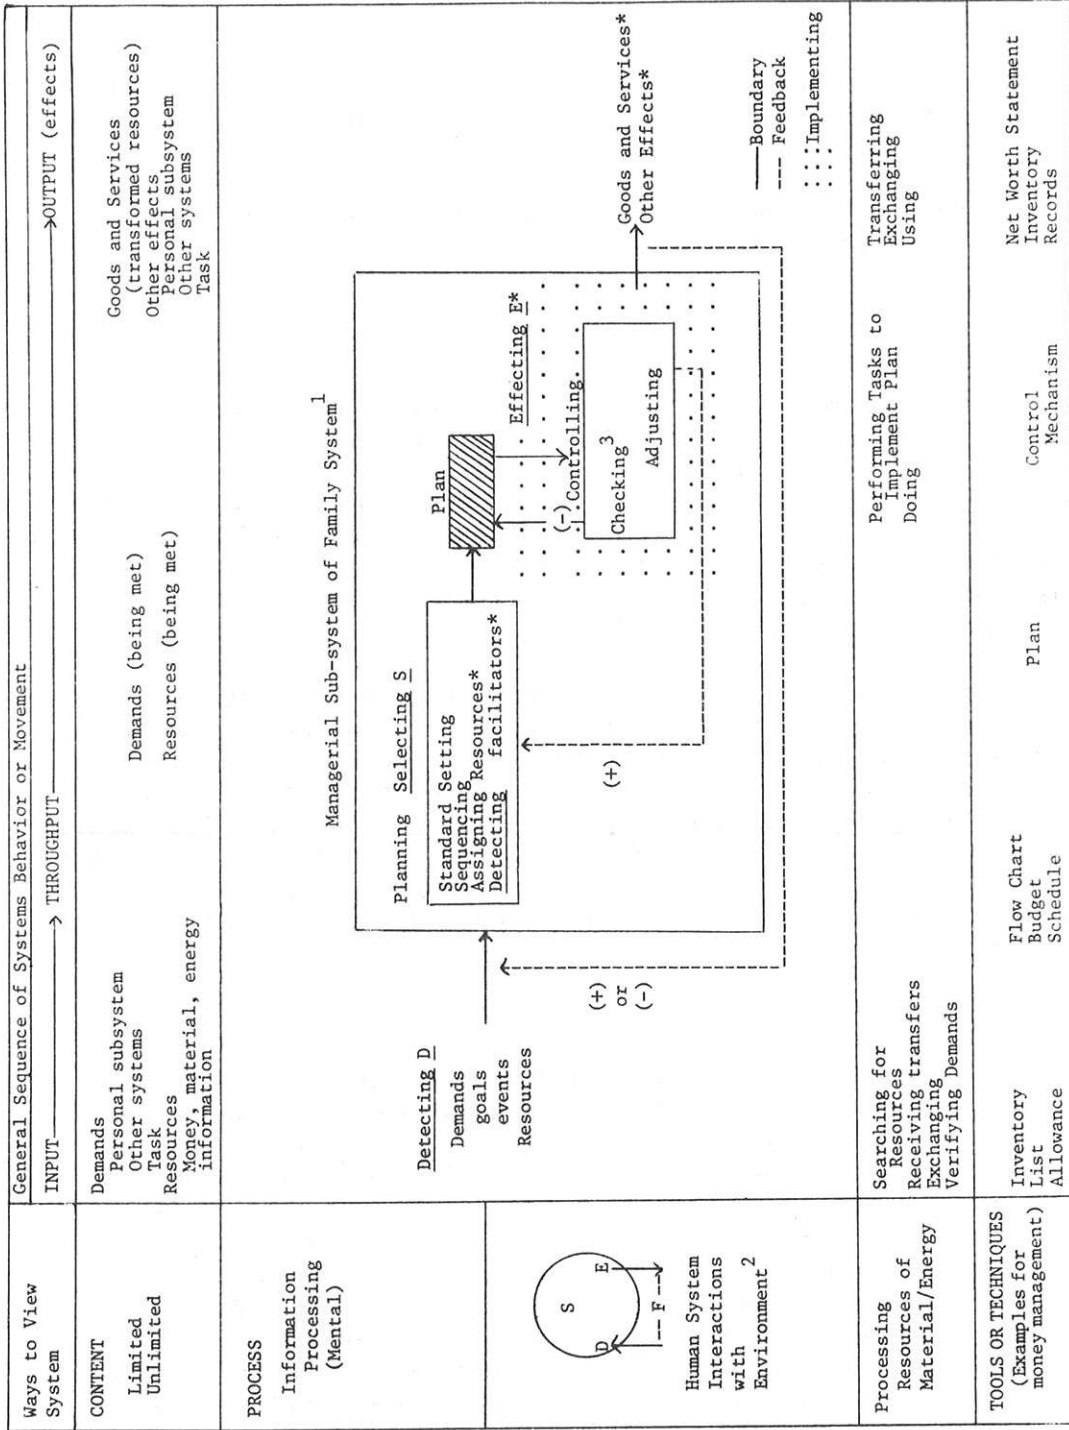 Ways to View
System
General Sequence of Systems Behavior or Movement
INPUT → THROUGHPUT → OUTPUT (effects)
CONTENT
Limited
Unlimited
Demands
Personal subsystem
Other systems
Task
Resources
Money, material, energy
information
Demands (being met)
Resources (being met)
Goods and Services
(transformed resources)
Other effects
Personal subsystem
Other systems
Task
PROCESS
Information
Processing
(Mental)
Managerial Sub-system of Family System1
Detecting D
Demands
goals
events
Resources
(+)
or
(-)
Planning Selecting S
Standard Setting
Sequencing
Assigning Resources*
Detecting facilitators*
(+)
Plan
(-)
Effecting E*
Controlling
Checking3
Adjusting
Goods and Services*
Other Effects*
Boundary
Feedback
Implementing
S
D
E
F
Human System
Interactions
with
Environment2
Processing
Resources of
Material/Energy
Searching for
Resources
Receiving transfers
Exchanging
Verifying Demands
Performing Tasks to
Implement Plan
Doing
Transferring
Exchanging
Using
TOOLS OR TECHNIQUES
(Examples for
money management)
Inventory
List
Allowance
Flow Chart
Budget
Schedule
Plan
Control
Mechanism
Net Worth Statement
Inventory
Records